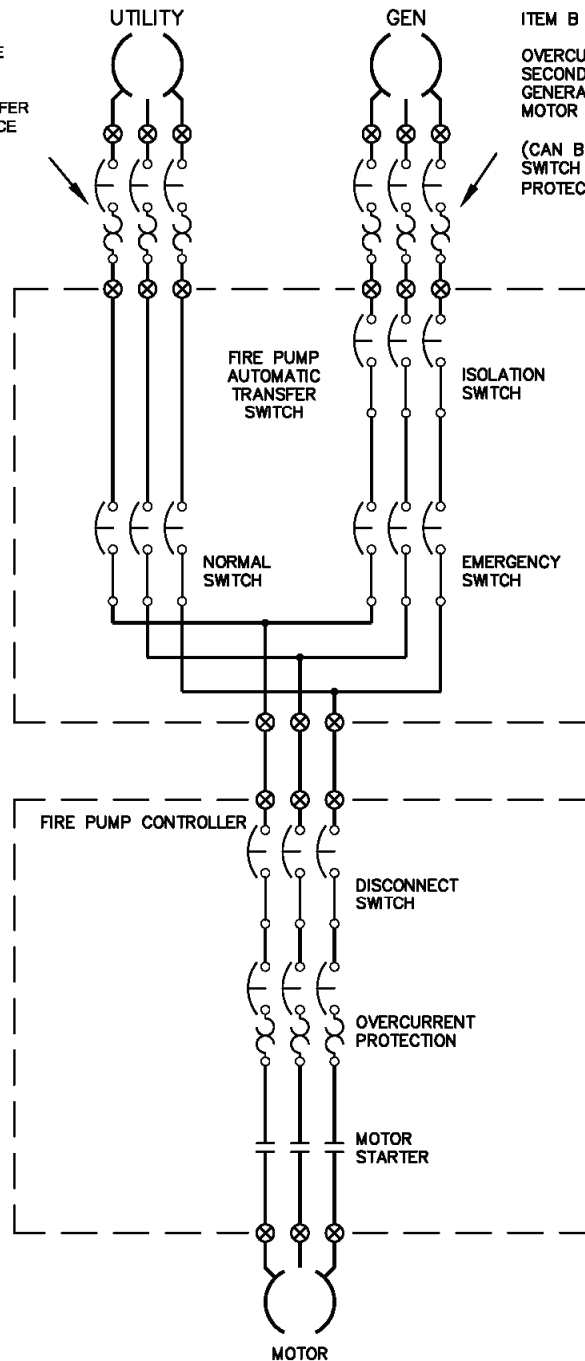 UTILITY
GEN
ITEM B
OVERCU
SECOND
GENERA
MOTOR
(CAN B
SWITCH
PROTEC
E
FER
CE
FIRE PUMP
AUTOMATIC
TRANSFER
SWITCH
ISOLATION
SWITCH
NORMAL
SWITCH
EMERGENCY
SWITCH
FIRE PUMP CONTROLLER
DISCONNECT
SWITCH
OVERCURRENT
PROTECTION
MOTOR
STARTER
MOTOR